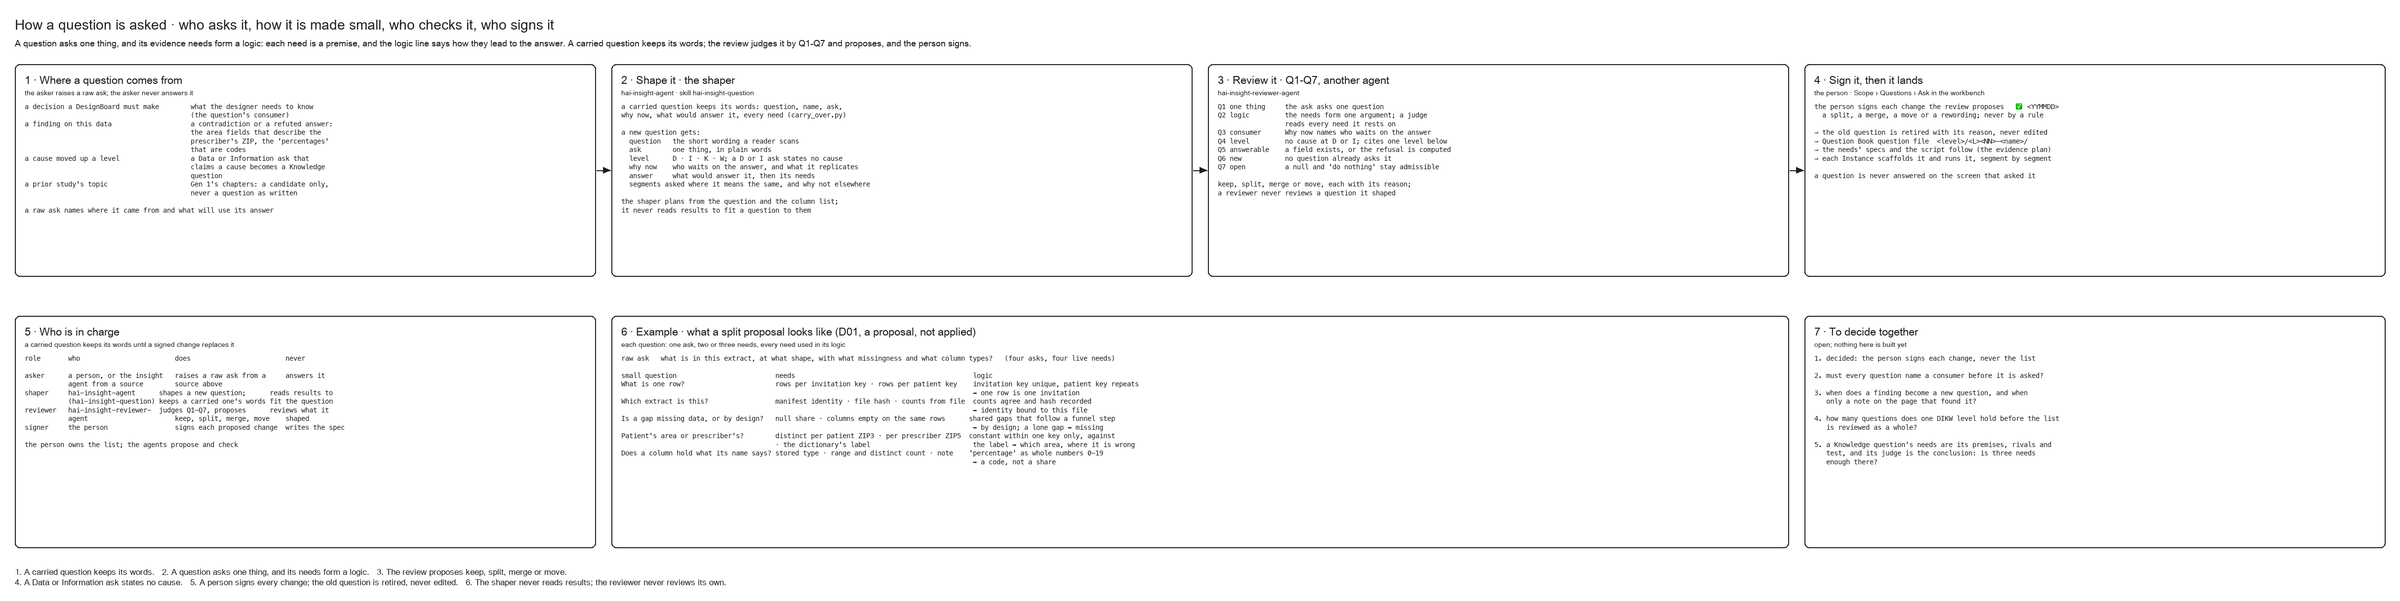 How a question is asked · who asks it, how it is made small, who checks it, who signs it
A question asks one thing, and its evidence needs form a logic: each need is a premise, and the logic line says how they lead to the answer. A carried question keeps its words; the review judges it by Q1-Q7 and proposes, and the person signs.
1 · Where a question comes from
the asker raises a raw ask; the asker never answers it
a decision a DesignBoard must make what the designer needs to know
(the question's consumer)
a finding on this data a contradiction or a refuted answer:
the area fields that describe the
prescriber's ZIP, the 'percentages'
that are codes
a cause moved up a level a Data or Information ask that
claims a cause becomes a Knowledge
question
a prior study's topic Gen 1's chapters: a candidate only,
never a question as written
a raw ask names where it came from and what will use its answer
2 · Shape it · the shaper
hai-insight-agent · skill hai-insight-question
a carried question keeps its words: question, name, ask,
why now, what would answer it, every need (carry_over.py)
a new question gets:
question the short wording a reader scans
ask one thing, in plain words
level D · I · K · W; a D or I ask states no cause
why now who waits on the answer, and what it replicates
answer what would answer it, then its needs
segments asked where it means the same, and why not elsewhere
the shaper plans from the question and the column list;
it never reads results to fit a question to them
3 · Review it · Q1-Q7, another agent
hai-insight-reviewer-agent
Q1 one thing the ask asks one question
Q2 logic the needs form one argument; a judge
reads every need it rests on
Q3 consumer Why now names who waits on the answer
Q4 level no cause at D or I; cites one level below
Q5 answerable a field exists, or the refusal is computed
Q6 new no question already asks it
Q7 open a null and 'do nothing' stay admissible
keep, split, merge or move, each with its reason;
a reviewer never reviews a question it shaped
4 · Sign it, then it lands
the person · Scope › Questions › Ask in the workbench
the person signs each change the review proposes ✅ <YYMMDD>
a split, a merge, a move or a rewording; never by a rule
→ the old question is retired with its reason, never edited
→ Question Book question file <level>/<L><NN>-<name>/
→ the needs' specs and the script follow (the evidence plan)
→ each Instance scaffolds it and runs it, segment by segment
a question is never answered on the screen that asked it
5 · Who is in charge
a carried question keeps its words until a signed change replaces it
role who does never
asker a person, or the insight raises a raw ask from a answers it
agent from a source source above
shaper hai-insight-agent shapes a new question; reads results to
(hai-insight-question) keeps a carried one's words fit the question
reviewer hai-insight-reviewer- judges Q1-Q7, proposes reviews what it
agent keep, split, merge, move shaped
signer the person signs each proposed change writes the spec
the person owns the list; the agents propose and check
6 · Example · what a split proposal looks like (D01, a proposal, not applied)
each question: one ask, two or three needs, every need used in its logic
raw ask what is in this extract, at what shape, with what missingness and what column types? (four asks, four live needs)
small question needs logic
What is one row? rows per invitation key · rows per patient key invitation key unique, patient key repeats
→ one row is one invitation
Which extract is this? manifest identity · file hash · counts from file counts agree and hash recorded
→ identity bound to this file
Is a gap missing data, or by design? null share · columns empty on the same rows shared gaps that follow a funnel step
→ by design; a lone gap → missing
Patient's area or prescriber's? distinct per patient ZIP3 · per prescriber ZIP5 constant within one key only, against
· the dictionary's label the label → which area, where it is wrong
Does a column hold what its name says? stored type · range and distinct count · note 'percentage' as whole numbers 0–19
→ a code, not a share
7 · To decide together
open; nothing here is built yet
1. decided: the person signs each change, never the list
2. must every question name a consumer before it is asked?
3. when does a finding become a new question, and when
only a note on the page that found it?
4. how many questions does one DIKW level hold before the list
is reviewed as a whole?
5. a Knowledge question's needs are its premises, rivals and
test, and its judge is the conclusion: is three needs
enough there?
1. A carried question keeps its words. 2. A question asks one thing, and its needs form a logic. 3. The review proposes keep, split, merge or move.
4. A Data or Information ask states no cause. 5. A person signs every change; the old question is retired, never edited. 6. The shaper never reads results; the reviewer never reviews its own.